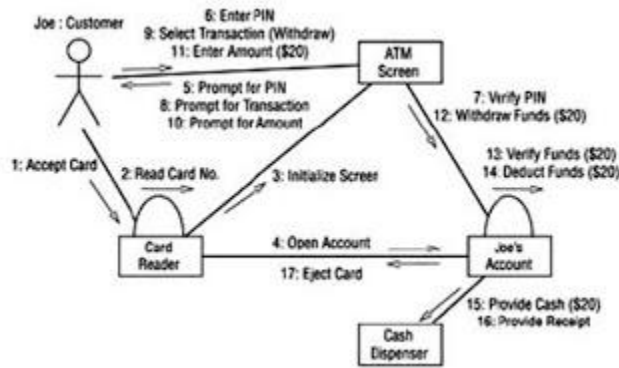 Joe : Customer
6: Enter PIN
9: Select Transaction (Withdraw)
11: Enter Amount ($20)
ATM
Screen
5: Prompt for PIN
8: Prompt for Transaction
10: Prompt for Amount
7: Verify PIN
12: Withdraw Funds ($20)
1: Accept Card
2: Read Card No.
3: Initialize Screen
13: Verify Funds ($20)
14: Deduct Funds ($20)
Card
Reader
4: Open Account
17: Eject Card
Joe's
Account
15: Provide Cash ($20)
16: Provide Receipt
Cash
Dispenser